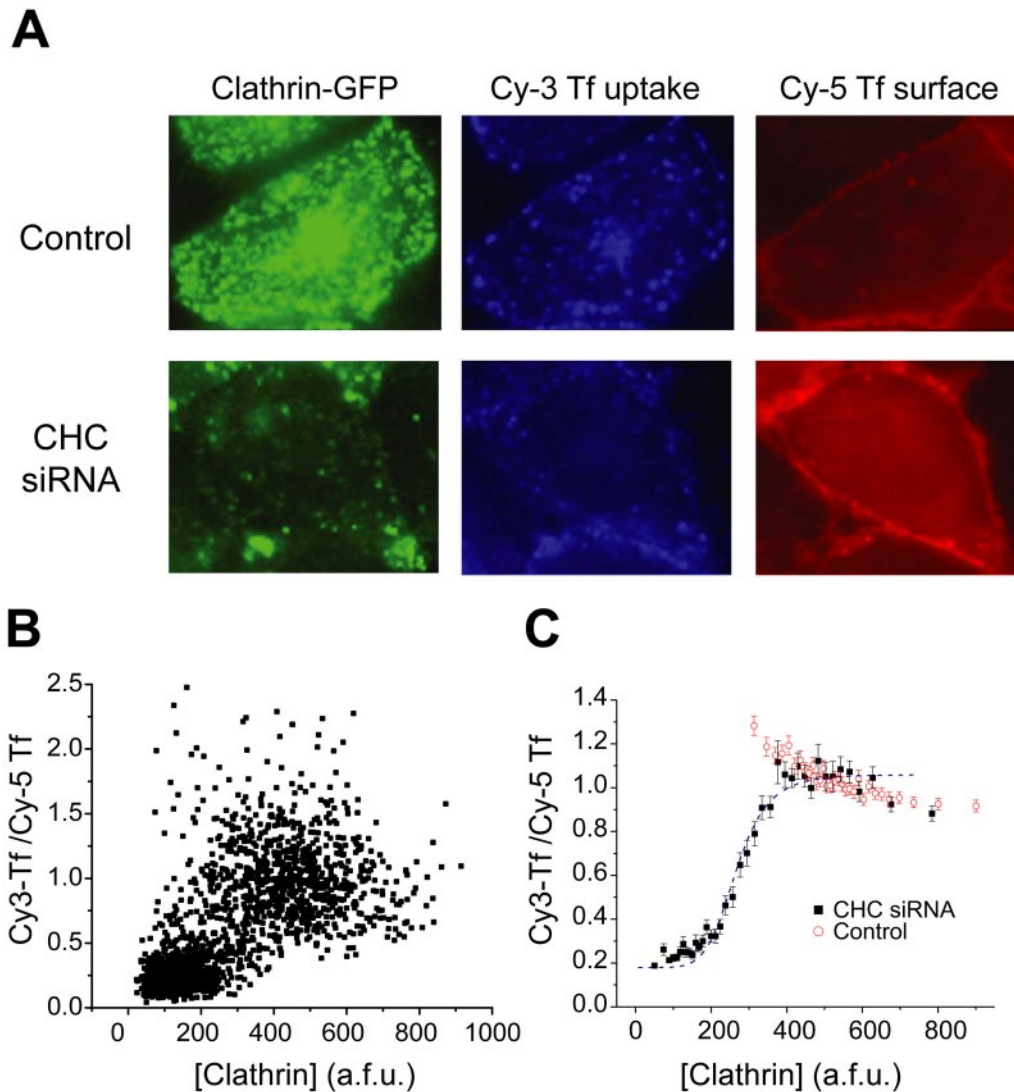 A
Clathrin-GFP Cy-3 Tf uptake Cy-5 Tf surface
Control
CHC
siRNA
B
Cy3-Tf /Cy-5 Tf
2.5
2.0
1.5
1.0
0.5
0.0
0 200 400 600 800 1000
[Clathrin] (a.f.u.)
C
Cy3-Tf /Cy-5 Tf
1.4
1.2
1.0
0.8
0.6
0.4
0.2
0.0
CHC siRNA
Control
0 200 400 600 800
[Clathrin] (a.f.u.)